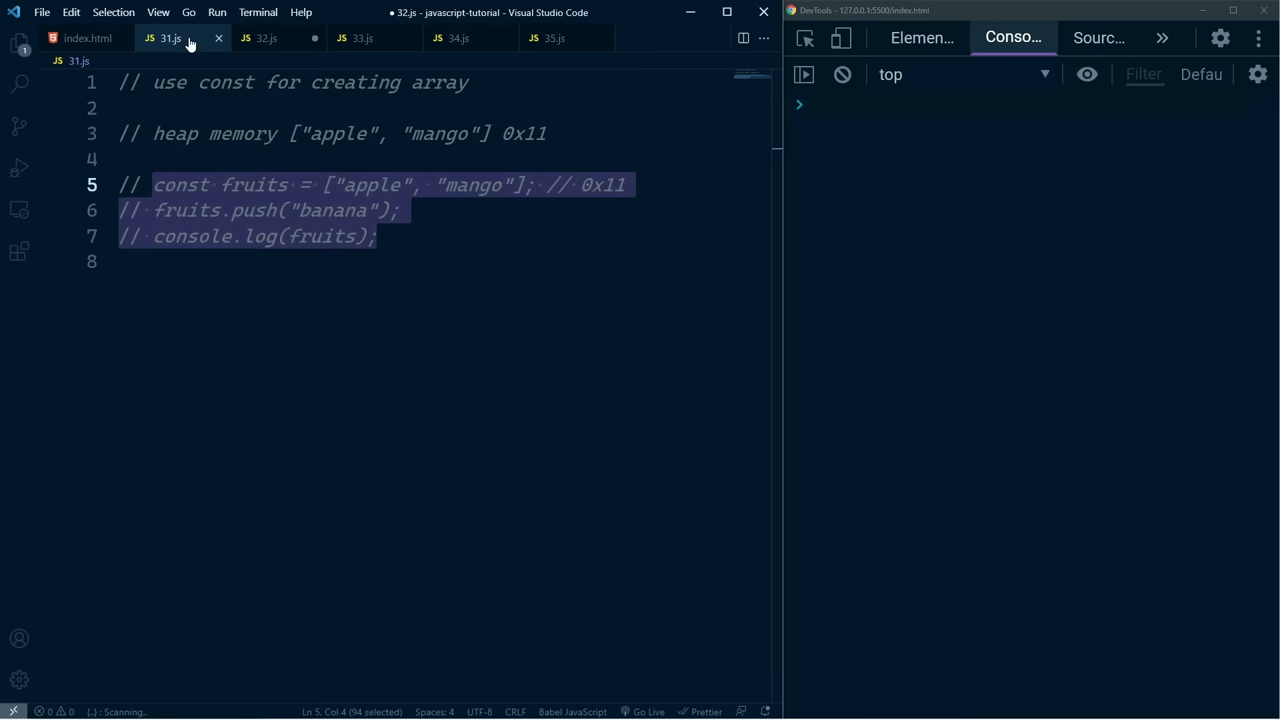 File Edit Selection View Go Run Terminal Help ● 32.js - javascript-tutorial - Visual Studio Code
DevTools - 127.0.0.1:5500/index.html
index.html JS 31.js JS 32.js JS 33.js JS 34.js JS 35.js
Elemen... Conso... Sourc...
JS 31.js
top Filter Defau
1 // use const for creating array
2
3 // heap memory ["apple", "mango"] 0x11
4
5 // const fruits = ["apple", "mango"]; // 0x11
6 // fruits.push("banana");
7 // console.log(fruits);
8
1
0 0 {..} : Scanning.. Ln 5, Col 4 (94 selected) Spaces: 4 UTF-8 CRLF Babel JavaScript Go Live Prettier